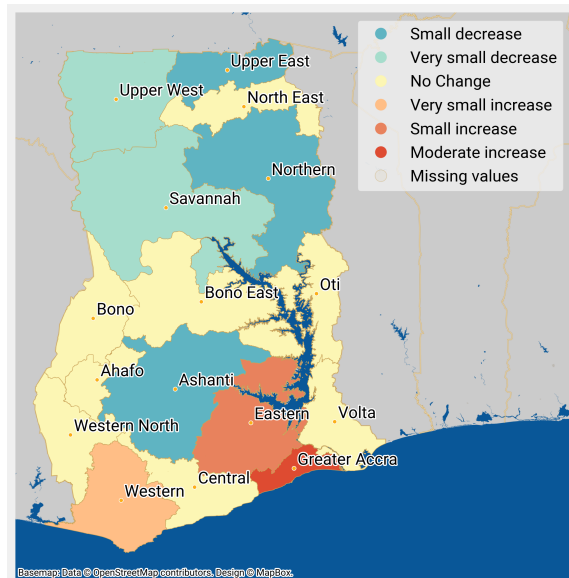 Small decrease
Very small decrease
No Change
Very small increase
Small increase
Moderate increase
Missing values
Upper East
Upper West
North East
Northern
Savannah
Oti
Bono East
Bono
Ahafo
Ashanti
Eastern
Volta
Western North
Greater Accra
Central
Western
Basemap: Data © OpenStreetMap contributors, Design © MapBox.